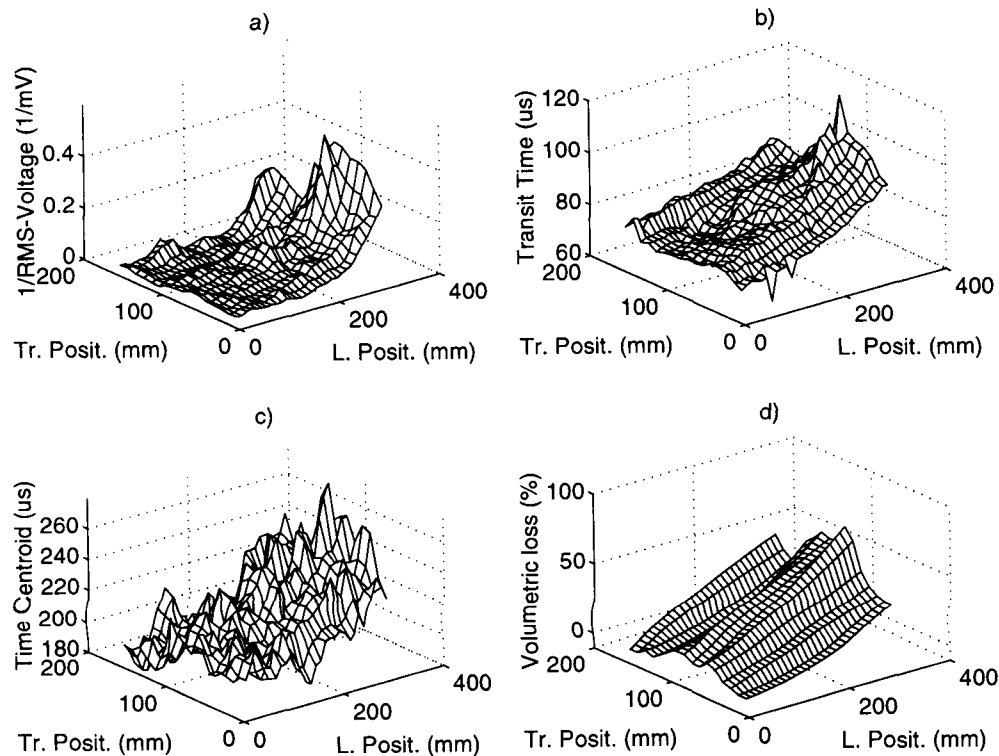 a)
1/RMS-Voltage (1/mV)
0.4
0.2
0
200
100
0
0
200
400
Tr. Posit. (mm)
L. Posit. (mm)
b)
Transit Time (us)
120
100
80
60
200
100
0
0
200
400
Tr. Posit. (mm)
L. Posit. (mm)
c)
Time Centroid (us)
260
240
220
200
180
200
100
0
0
200
400
Tr. Posit. (mm)
L. Posit. (mm)
d)
Volumetric loss (%)
100
50
0
200
100
0
0
200
400
Tr. Posit. (mm)
L. Posit. (mm)